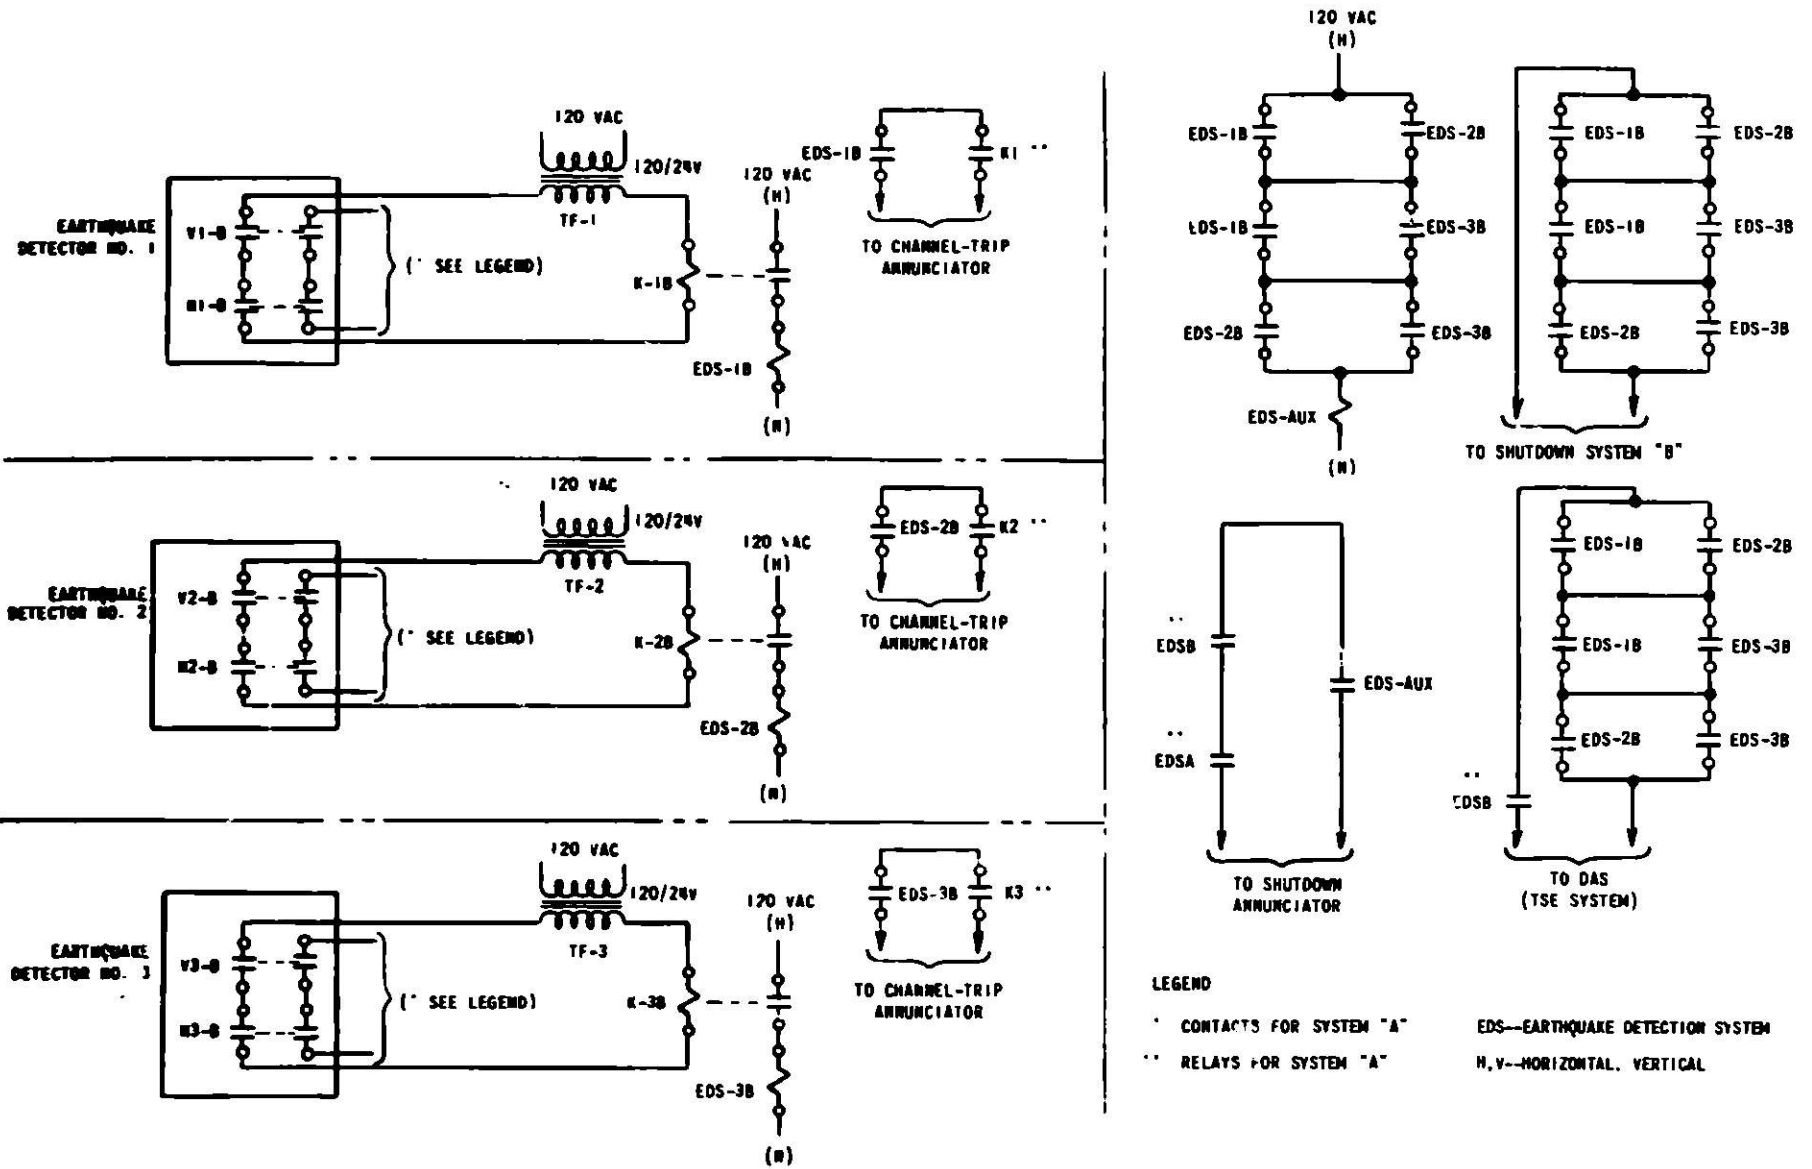 120 VAC
120/24V
TF-1
EARTHQUAKE
DETECTOR NO. 1
V1-B
H1-B
(* SEE LEGEND)
K-1B
120 VAC
(H)
EDS-1B
(N)
EDS-1B
K1 **
TO CHANNEL-TRIP
ANNUNCIATOR
120 VAC
120/24V
TF-2
EARTHQUAKE
DETECTOR NO. 2
V2-B
H2-B
(* SEE LEGEND)
K-2B
120 VAC
(H)
EDS-2B
(N)
EDS-2B
K2 **
TO CHANNEL-TRIP
ANNUNCIATOR
120 VAC
120/24V
TF-3
EARTHQUAKE
DETECTOR NO. 3
V3-B
H3-B
(* SEE LEGEND)
K-3B
120 VAC
(H)
EDS-3B
(N)
EDS-3B
K3 **
TO CHANNEL-TRIP
ANNUNCIATOR
120 VAC
(H)
EDS-1B
EDS-2B
EDS-1B
EDS-3B
EDS-2B
EDS-3B
EDS-AUX
(N)
EDS-1B
EDS-2B
EDS-1B
EDS-3B
EDS-2B
EDS-3B
TO SHUTDOWN SYSTEM "B"
**
EDSB
**
EDSA
EDS-AUX
TO SHUTDOWN
ANNUNCIATOR
EDS-1B
EDS-2B
EDS-1B
EDS-3B
EDS-2B
EDS-3B
**
EDSB
TO DAS
(TSE SYSTEM)
LEGEND
* CONTACTS FOR SYSTEM "A"
** RELAYS FOR SYSTEM "A"
EDS--EARTHQUAKE DETECTION SYSTEM
H,V--HORIZONTAL, VERTICAL